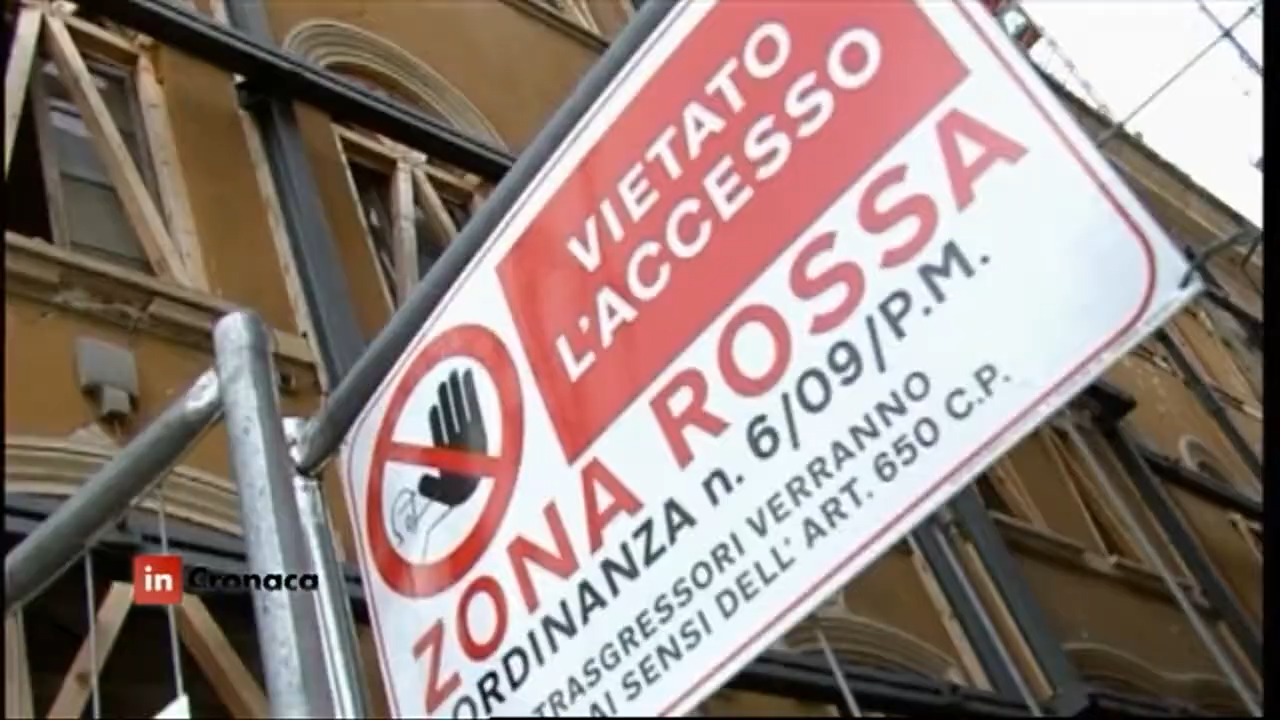 VIETATO
L'ACCESSO
ZONA ROSSA
ORDINANZA n. 6/09/P.M.
TRASGRESSORI VERRANNO
AI SENSI DELL' ART. 650 C.P.
in Cronaca